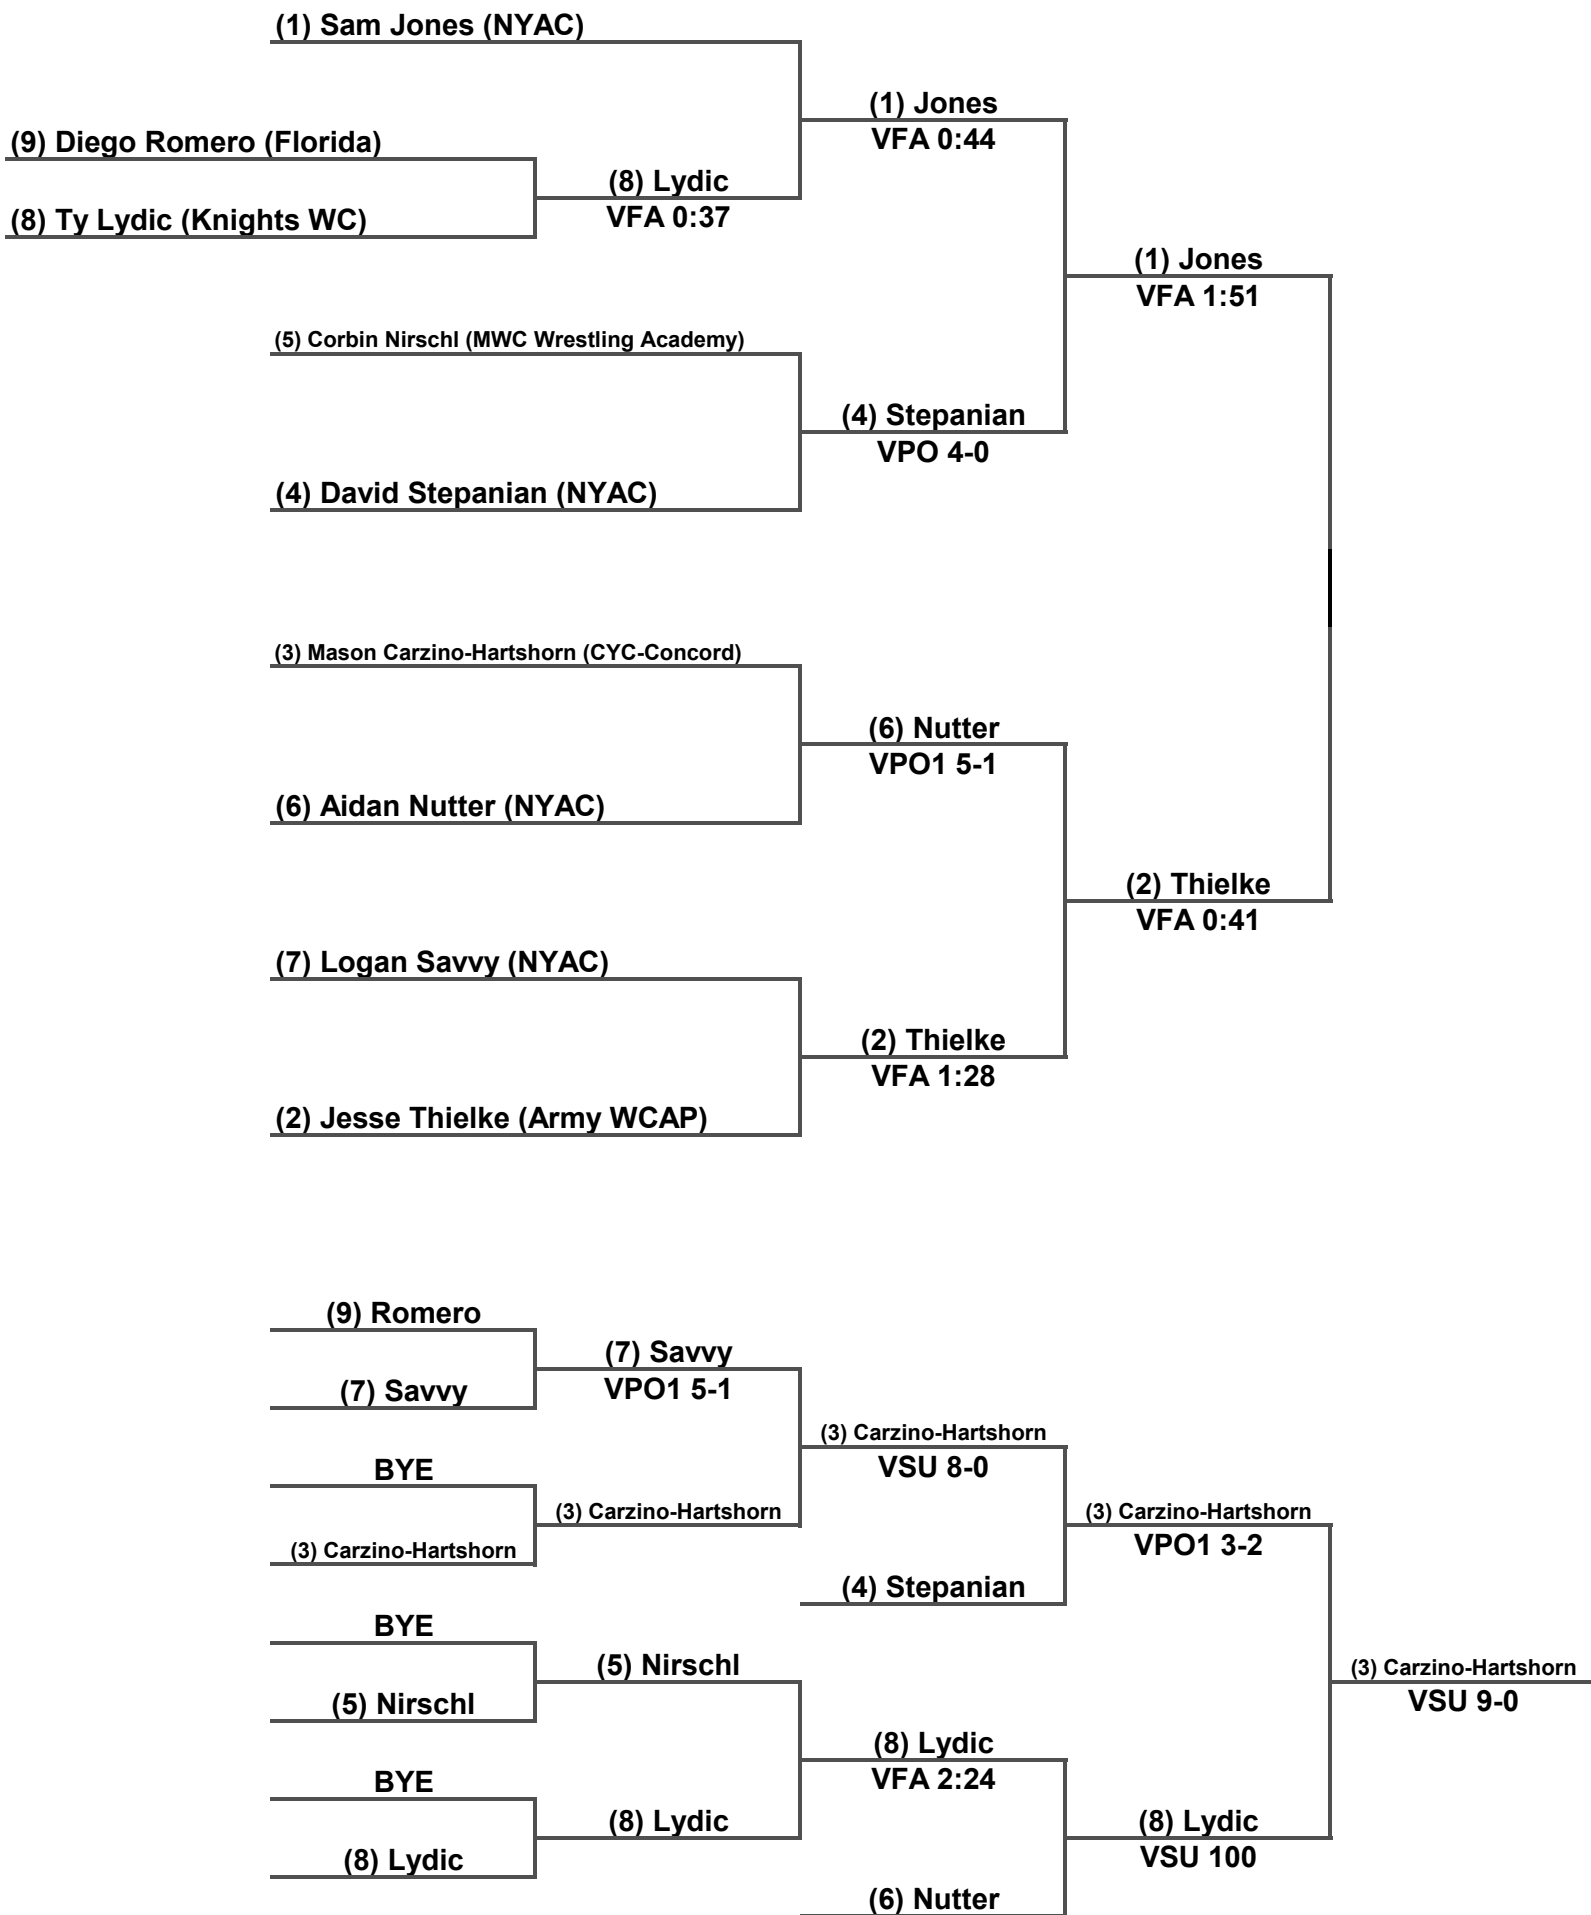 (1) Sam Jones (NYAC)
(1) Jones
VFA 0:44
(9) Diego Romero (Florida)
(8) Lydic
VFA 0:37
(8) Ty Lydic (Knights WC)
(1) Jones
VFA 1:51
(5) Corbin Nirschl (MWC Wrestling Academy)
(4) Stepanian
VPO 4-0
(4) David Stepanian (NYAC)
(3) Mason Carzino-Hartshorn (CYC-Concord)
(6) Nutter
VPO1 5-1
(6) Aidan Nutter (NYAC)
(2) Thielke
VFA 0:41
(7) Logan Savvy (NYAC)
(2) Thielke
VFA 1:28
(2) Jesse Thielke (Army WCAP)
(9) Romero
(7) Savvy
VPO1 5-1
(7) Savvy
(3) Carzino-Hartshorn
VSU 8-0
BYE
(3) Carzino-Hartshorn
(3) Carzino-Hartshorn
VPO1 3-2
(3) Carzino-Hartshorn
(4) Stepanian
BYE
(5) Nirschl
(3) Carzino-Hartshorn
VSU 9-0
(5) Nirschl
(8) Lydic
VFA 2:24
BYE
(8) Lydic
(8) Lydic
VSU 100
(8) Lydic
(6) Nutter